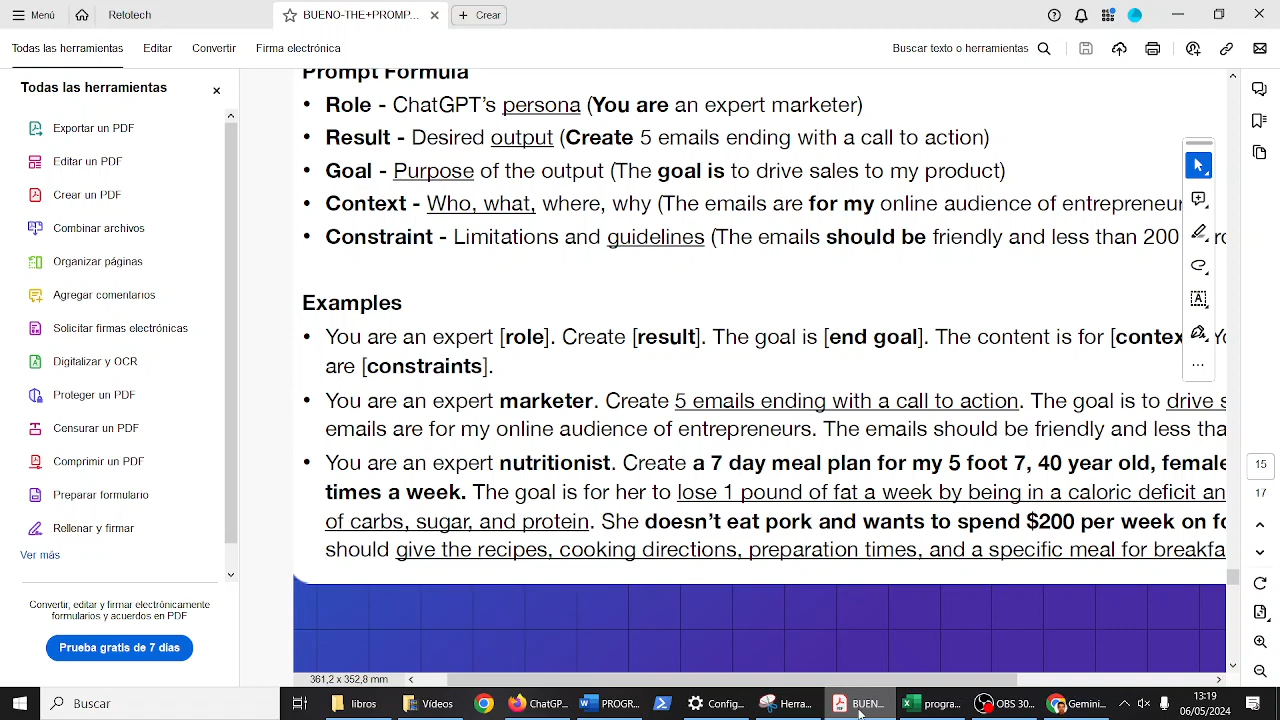 Menú
Retotech
BUENO-THE+PROMP...
Crear
Todas las herramientas
Editar
Convertir
Firma electrónica
Buscar texto o herramientas
Todas las herramientas
Exportar un PDF
Editar un PDF
Crear un PDF
Combinar archivos
Organizar páginas
Agregar comentarios
Solicitar firmas electrónicas
Digitalizar y OCR
Proteger un PDF
Censurar un PDF
Comprimir un PDF
Preparar formulario
Rellenar y firmar
Ver más
Convertir, editar y firmar electrónicamente
formularios y acuerdos en PDF
Prueba gratis de 7 días
Prompt Formula
• Role - ChatGPT's persona (You are an expert marketer)
• Result - Desired output (Create 5 emails ending with a call to action)
• Goal - Purpose of the output (The goal is to drive sales to my product)
• Context - Who, what, where, why (The emails are for my online audience of entrepreneur
• Constraint - Limitations and guidelines (The emails should be friendly and less than 200
Examples
• You are an expert [role]. Create [result]. The goal is [end goal]. The content is for [contex
are [constraints].
• You are an expert marketer. Create 5 emails ending with a call to action. The goal is to drive s
emails are for my online audience of entrepreneurs. The emails should be friendly and less tha
• You are an expert nutritionist. Create a 7 day meal plan for my 5 foot 7, 40 year old, female
times a week. The goal is for her to lose 1 pound of fat a week by being in a caloric deficit an
of carbs, sugar, and protein. She doesn't eat pork and wants to spend $200 per week on fo
should give the recipes, cooking directions, preparation times, and a specific meal for breakfa
361,2 x 352,8 mm
15
17
Buscar
libros
Vídeos
ChatGP...
PROGR...
Config...
Herra...
BUEN...
progra...
OBS 30...
Gemini...
13:19
06/05/2024